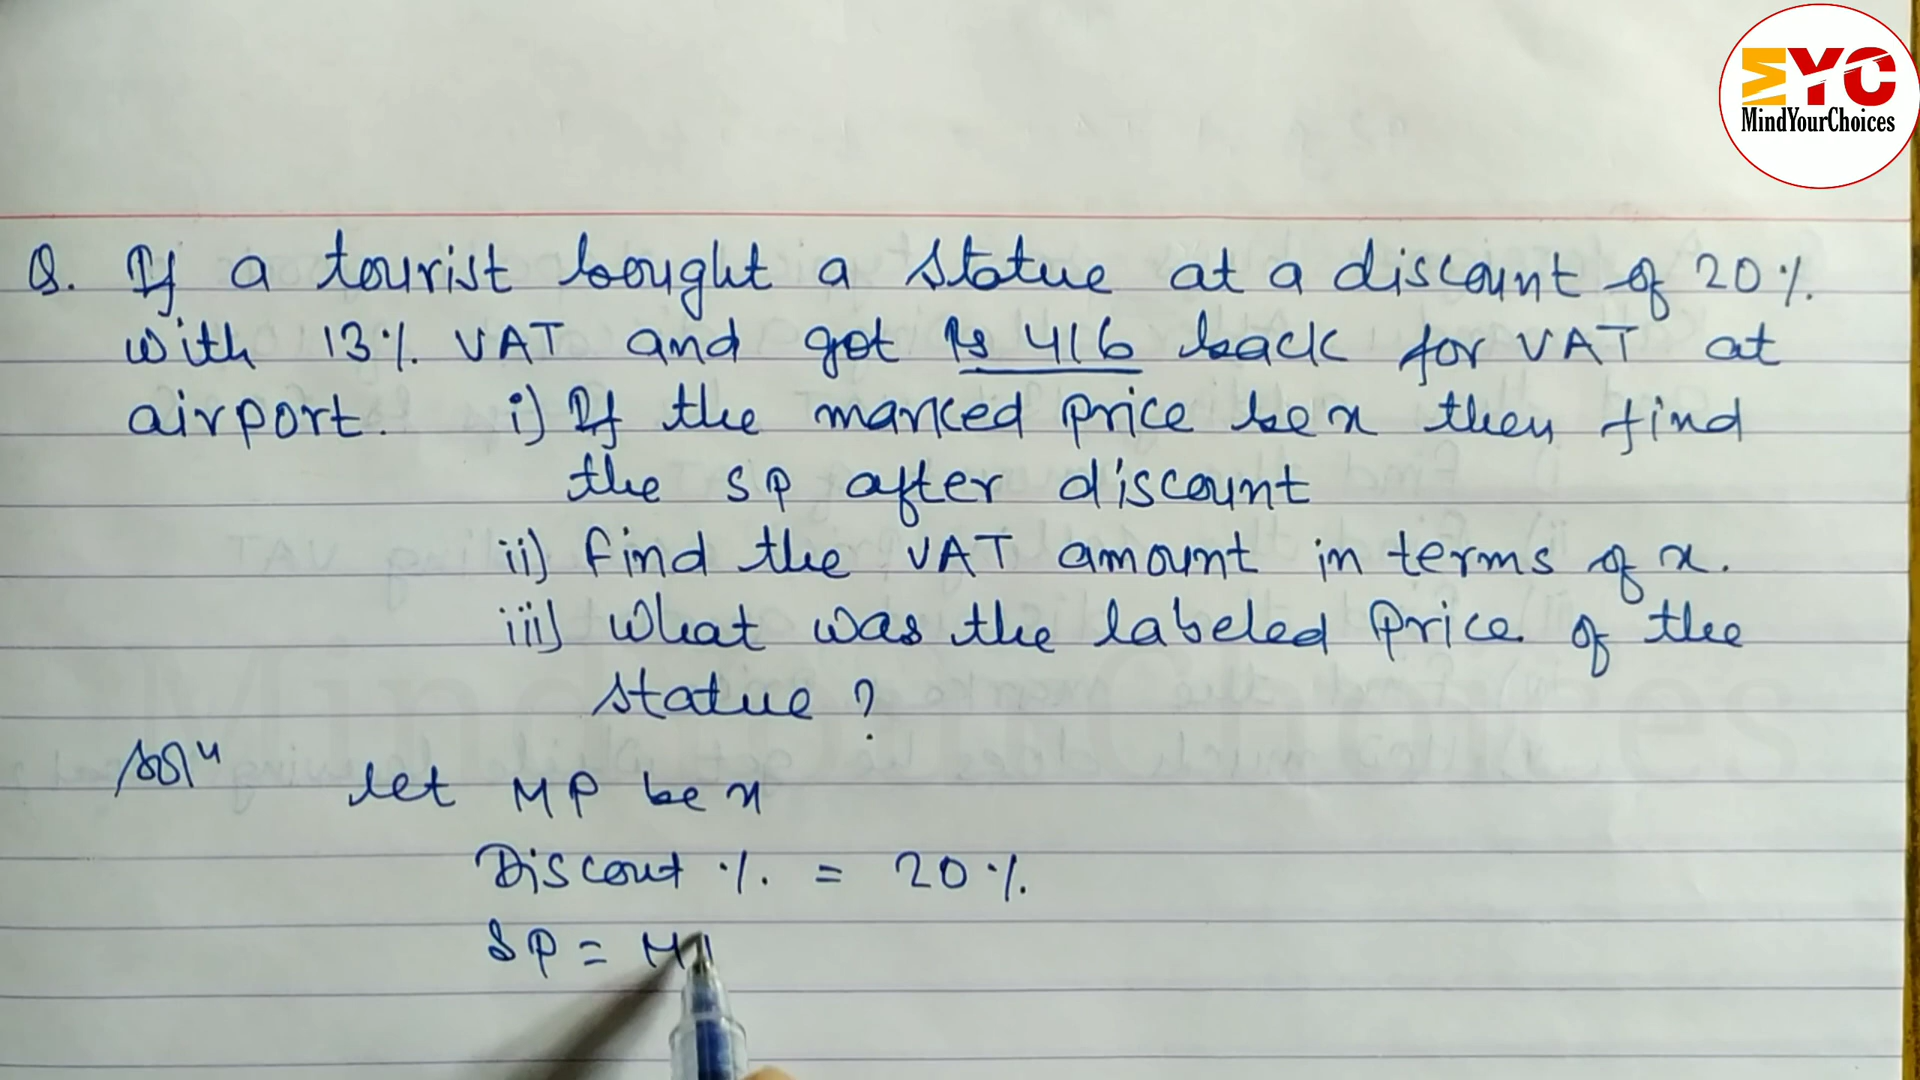 MYC
MindYourChoices
Q. If a tourist bought a statue at a discount of 20%
with 13% VAT and got Rs 416 back for VAT at
airport. i) If the marked price be x then find
the SP after discount
ii) Find the VAT amount in terms of x.
iii) What was the labeled price of the
statue?
Solⁿ let MP be x
Discout % = 20%
SP = M